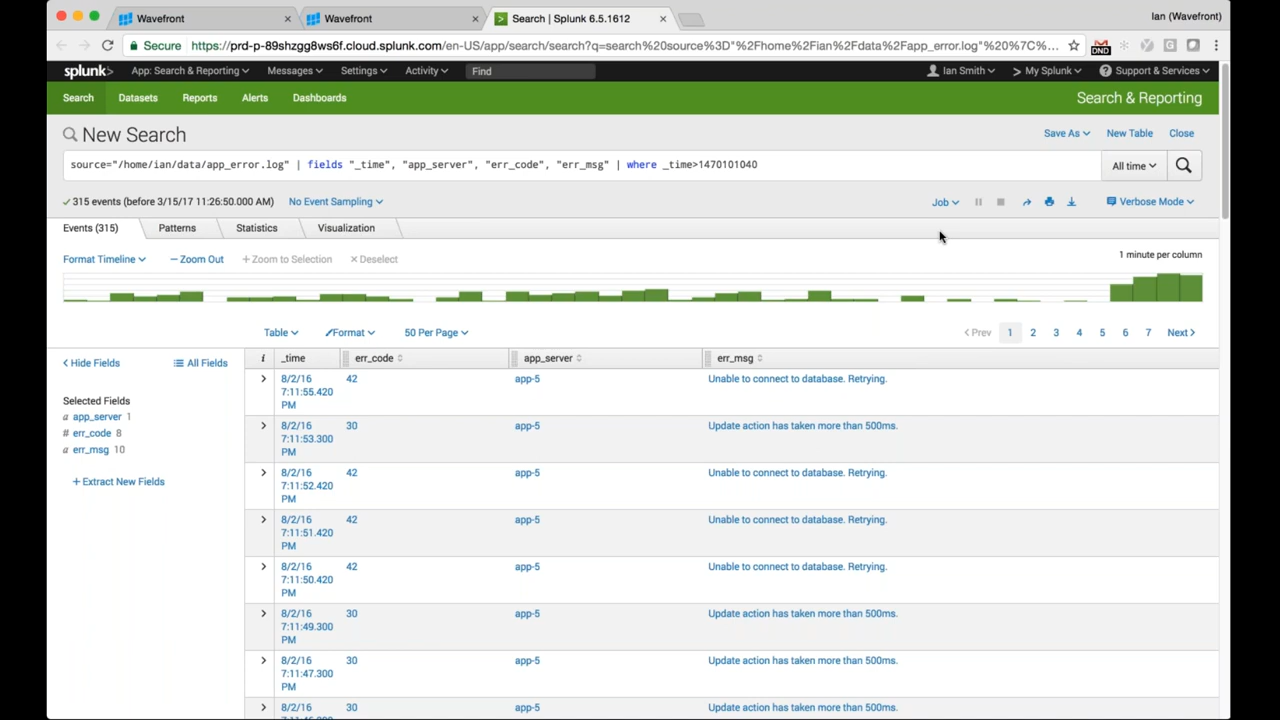 Wavefront
Wavefront
Search | Splunk 6.5.1612
Ian (Wavefront)
Secure
https://prd-p-89shzgg8ws6f.cloud.splunk.com/en-US/app/search/search?q=search%20source%3D"%2Fhome%2Fian%2Fdata%2Fapp_error.log"%20%7C%...
DND
splunk>
App: Search & Reporting
Messages
Settings
Activity
Find
Ian Smith
My Splunk
Support & Services
Search
Datasets
Reports
Alerts
Dashboards
Search & Reporting
New Search
Save As
New Table
Close
source="/home/ian/data/app_error.log" | fields "_time", "app_server", "err_code", "err_msg" | where _time>1470101040
All time
315 events (before 3/15/17 11:26:50.000 AM)
No Event Sampling
Job
Verbose Mode
Events (315)
Patterns
Statistics
Visualization
Format Timeline
– Zoom Out
+ Zoom to Selection
× Deselect
1 minute per column
Table
Format
50 Per Page
< Prev
1
2
3
4
5
6
7
Next >
< Hide Fields
All Fields
Selected Fields
a app_server 1
# err_code 8
a err_msg 10
+ Extract New Fields
i
_time
err_code
app_server
err_msg
8/2/16
7:11:55.420
PM
42
app-5
Unable to connect to database. Retrying.
8/2/16
7:11:53.300
PM
30
app-5
Update action has taken more than 500ms.
8/2/16
7:11:52.420
PM
42
app-5
Unable to connect to database. Retrying.
8/2/16
7:11:51.420
PM
42
app-5
Unable to connect to database. Retrying.
8/2/16
7:11:50.420
PM
42
app-5
Unable to connect to database. Retrying.
8/2/16
7:11:49.300
PM
30
app-5
Update action has taken more than 500ms.
8/2/16
7:11:47.300
PM
30
app-5
Update action has taken more than 500ms.
8/2/16
30
app-5
Update action has taken more than 500ms.